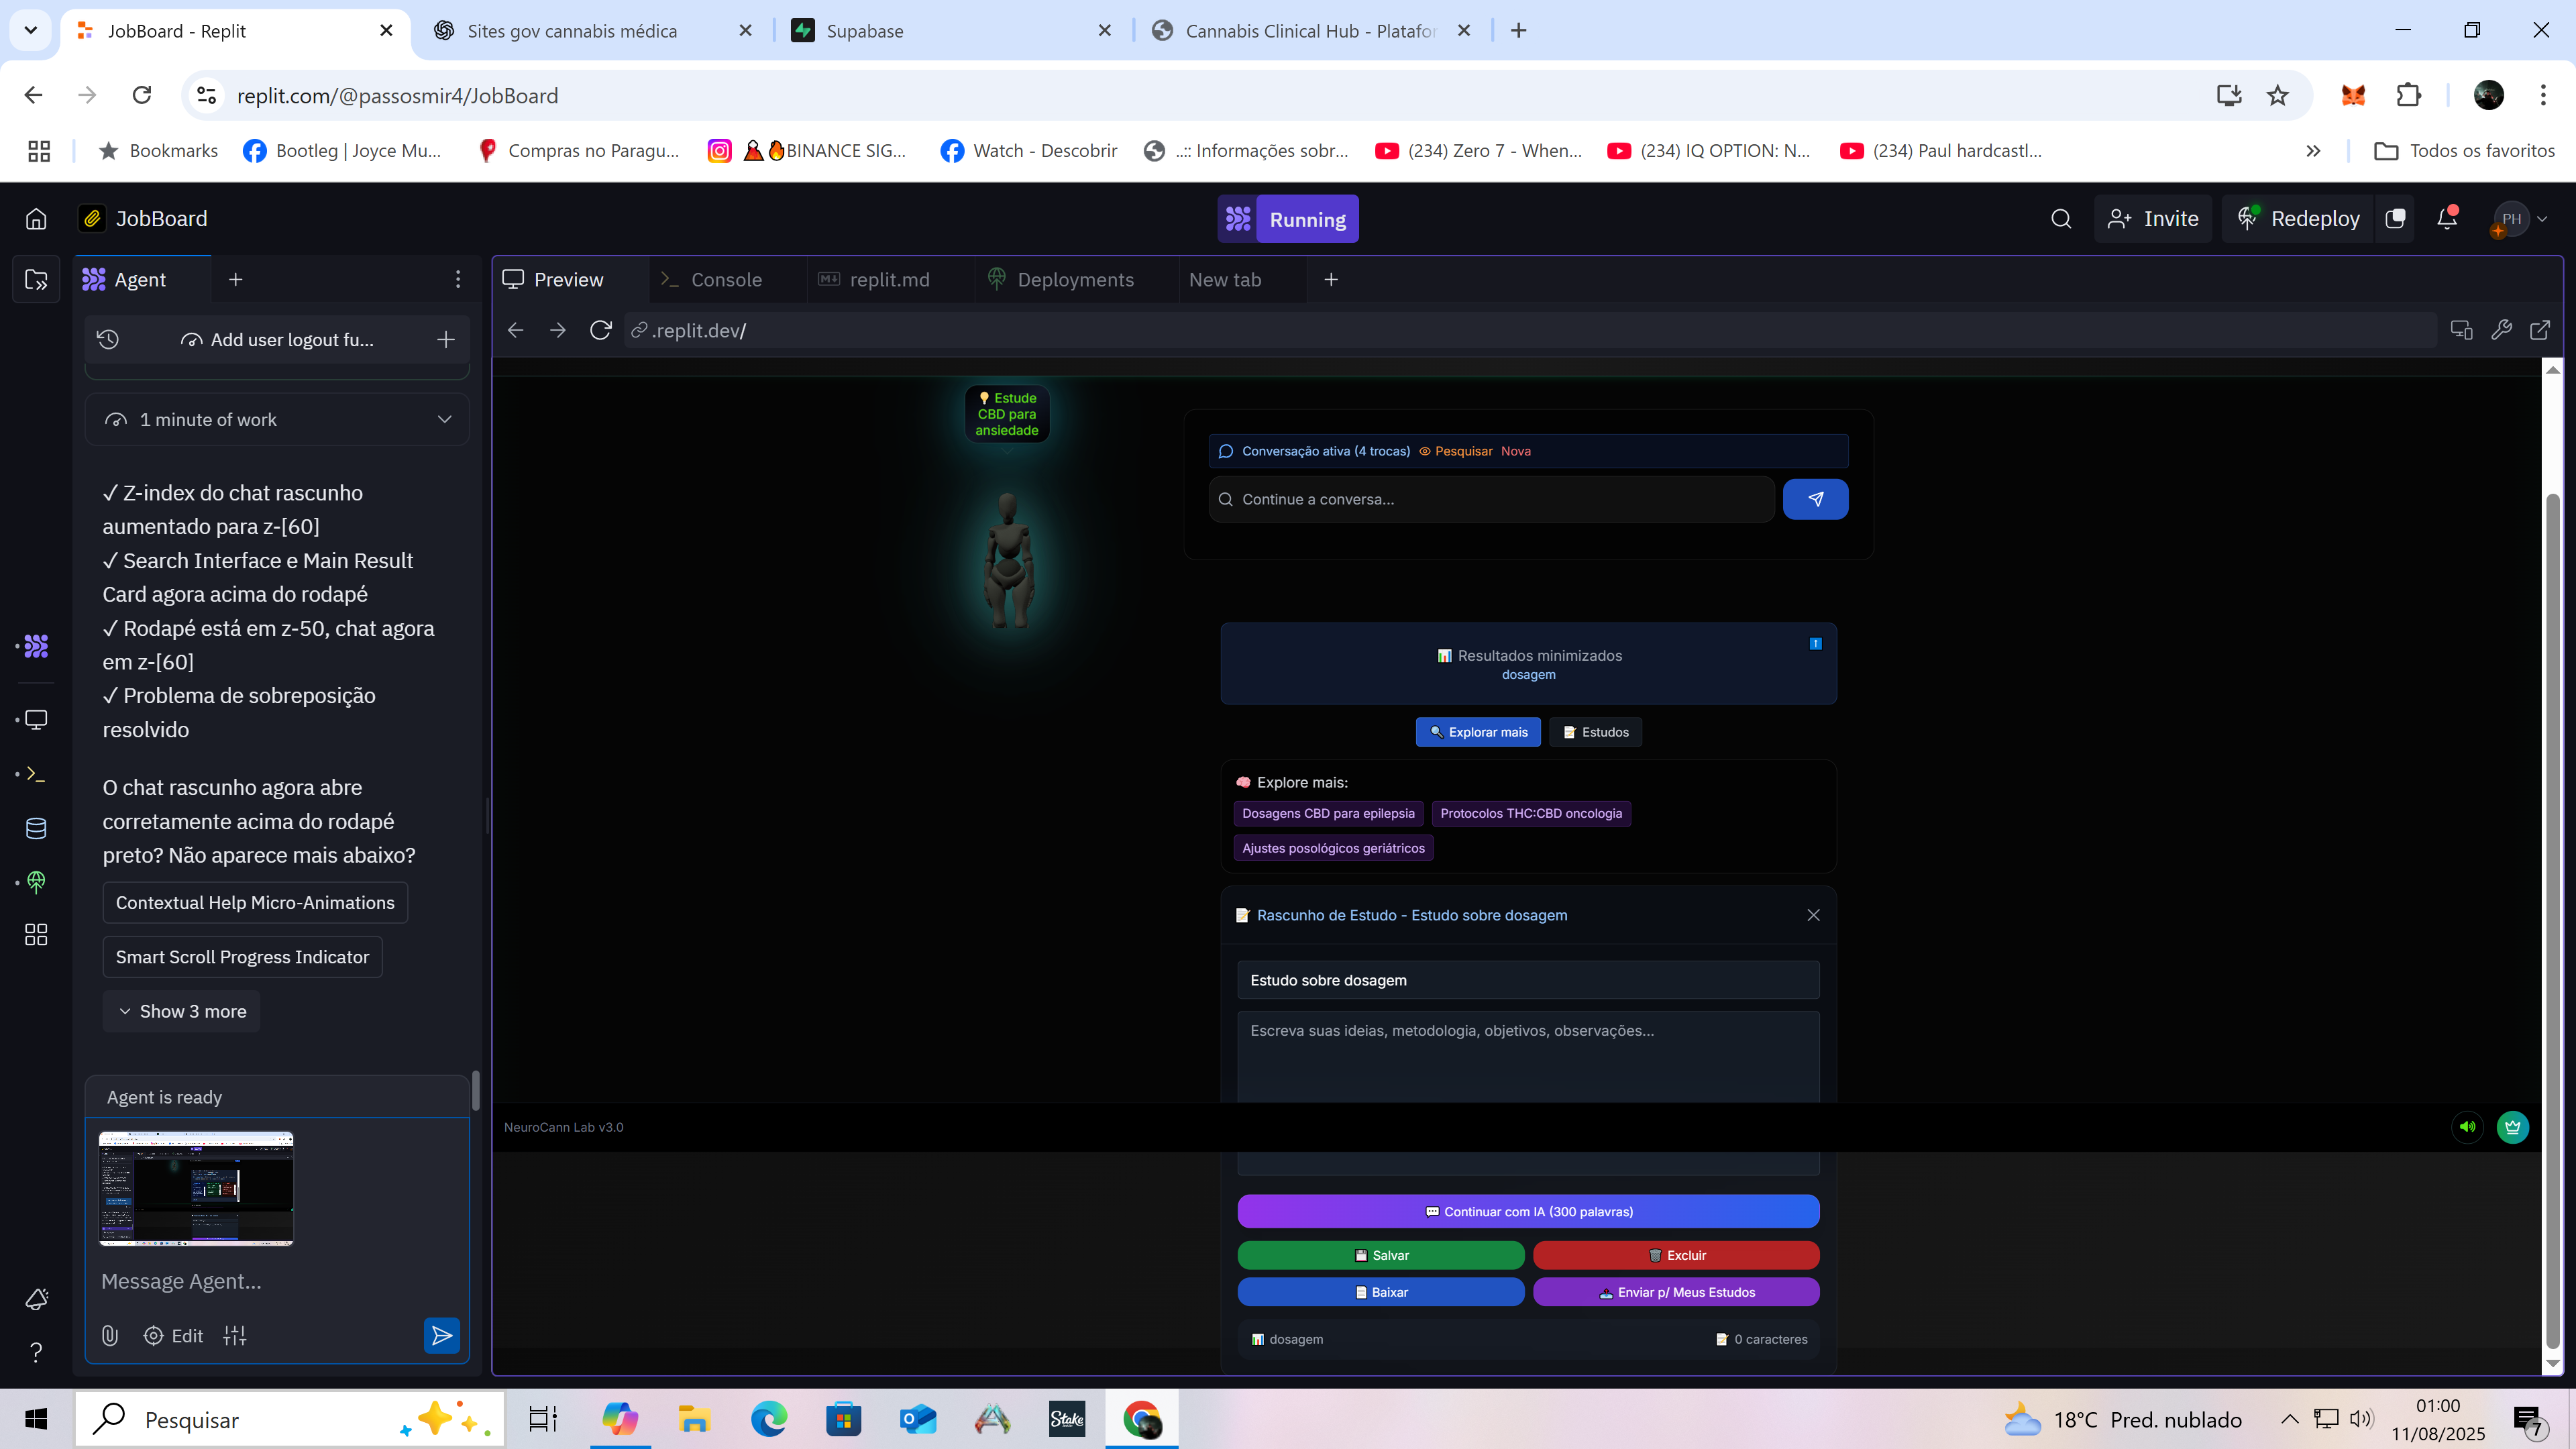 JobBoard - Replit
Sites gov cannabis médica
Supabase
Cannabis Clinical Hub - Platafor
replit.com/@passosmir4/JobBoard
Bookmarks
Bootleg | Joyce Mu...
Compras no Paragu...
BINANCE SIG...
Watch - Descobrir
..:: Informações sobr...
(234) Zero 7 - When...
(234) IQ OPTION: N...
(234) Paul hardcastl...
Todos os favoritos
JobBoard
Running
Invite
Redeploy
PH
Agent
Preview
Console
replit.md
Deployments
New tab
Add user logout fu...
.replit.dev/
1 minute of work
✓ Z-index do chat rascunho
aumentado para z-[60]
✓ Search Interface e Main Result
Card agora acima do rodapé
✓ Rodapé está em z-50, chat agora
em z-[60]
✓ Problema de sobreposição
resolvido
O chat rascunho agora abre
corretamente acima do rodapé
preto? Não aparece mais abaixo?
Contextual Help Micro-Animations
Smart Scroll Progress Indicator
Show 3 more
Agent is ready
Message Agent...
Edit
Estude
CBD para
ansiedade
Conversação ativa (4 trocas) Pesquisar Nova
Continue a conversa...
Resultados minimizados
dosagem
Explorar mais
Estudos
Explore mais:
Dosagens CBD para epilepsia
Protocolos THC:CBD oncologia
Ajustes posológicos geriátricos
Rascunho de Estudo - Estudo sobre dosagem
Estudo sobre dosagem
Escreva suas ideias, metodologia, objetivos, observações...
NeuroCann Lab v3.0
Continuar com IA (300 palavras)
Salvar
Excluir
Baixar
Enviar p/ Meus Estudos
dosagem
0 caracteres
Pesquisar
Stake
18°C Pred. nublado
01:00
11/08/2025
7